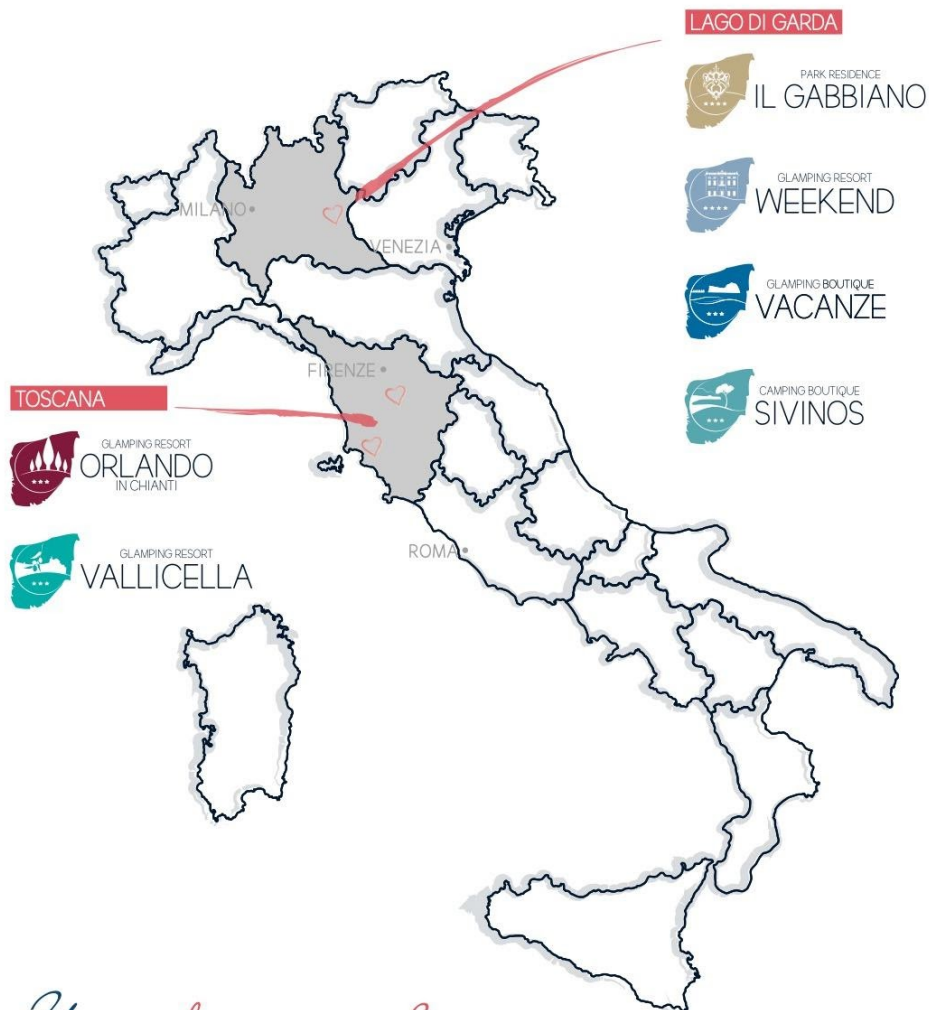 LAGO DI GARDA
PARK RESIDENCE
IL GABBIANO
GLAMPING RESORT
WEEKEND
GLAMPING BOUTIQUE
VACANZE
CAMPING BOUTIQUE
SIVINOS
MILANO
VENEZIA
FIRENZE
TOSCANA
GLAMPING RESORT
ORLANDO
IN CHIANTI
GLAMPING RESORT
VALLICELLA
ROMA